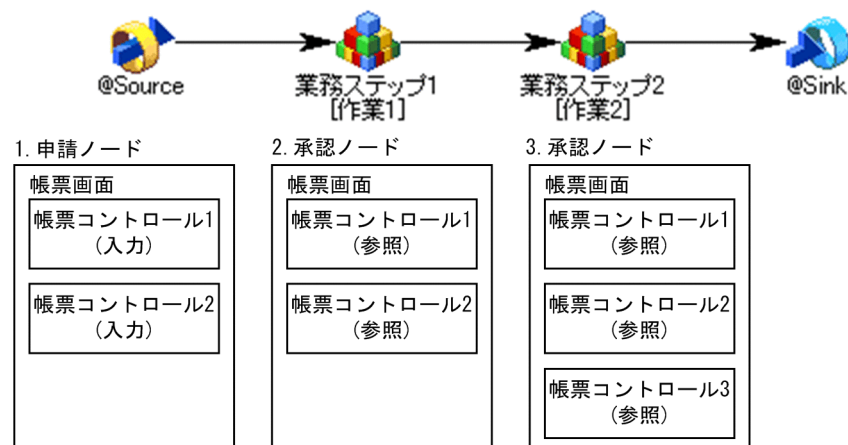 @Source
業務ステップ1
[作業1]
業務ステップ2
[作業2]
@Sink
1.申請ノード
2.承認ノード
3.承認ノード
帳票画面
帳票コントロール1
(入力)
帳票コントロール2
(入力)
帳票画面
帳票コントロール1
(参照)
帳票コントロール2
(参照)
帳票画面
帳票コントロール1
(参照)
帳票コントロール2
(参照)
帳票コントロール3
(参照)